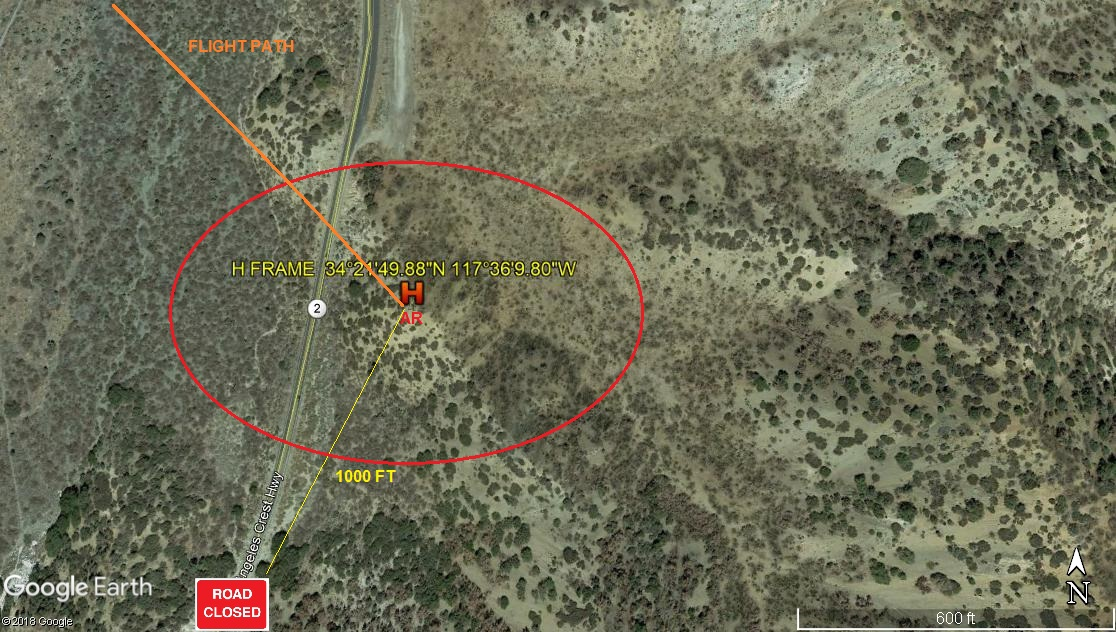 FLIGHT PATH
H FRAME 34°21'49.88"N 117°36'9.80"W
H
AR
2
1000 FT
Angeles Crest Hwy
ROAD
CLOSED
Google Earth
©2018 Google
N
600 ft